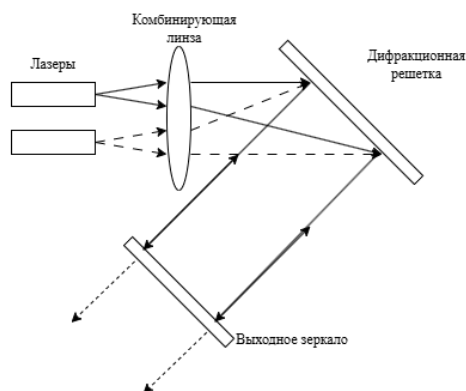 Комбинирующая
линза
Лазеры
Дифракционная
решетка
Выходное зеркало